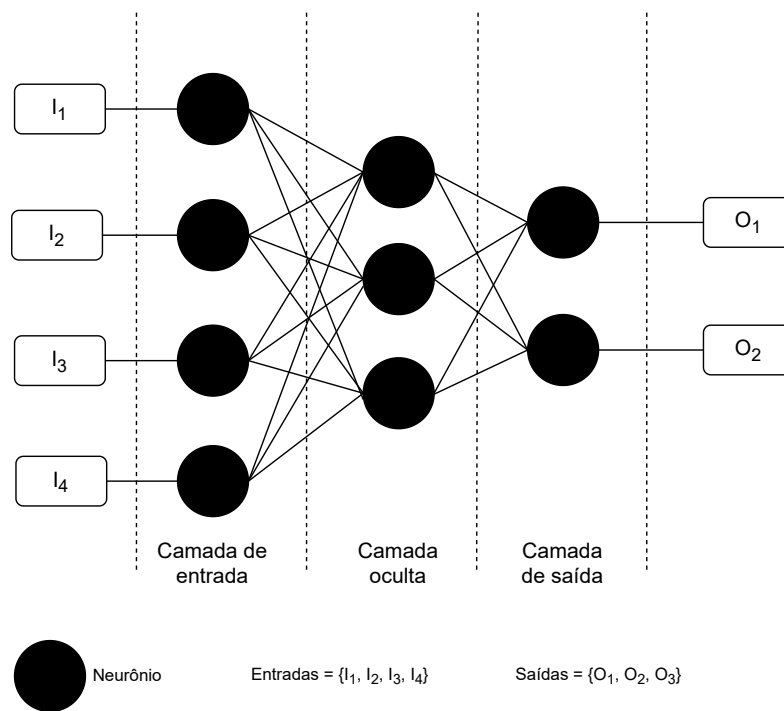 I₁
I₂
I₃
I₄
O₁
O₂
Camada de
entrada
Camada
oculta
Camada
de saída
Neurônio
Entradas = {I₁, I₂, I₃, I₄}
Saídas = {O₁, O₂, O₃}